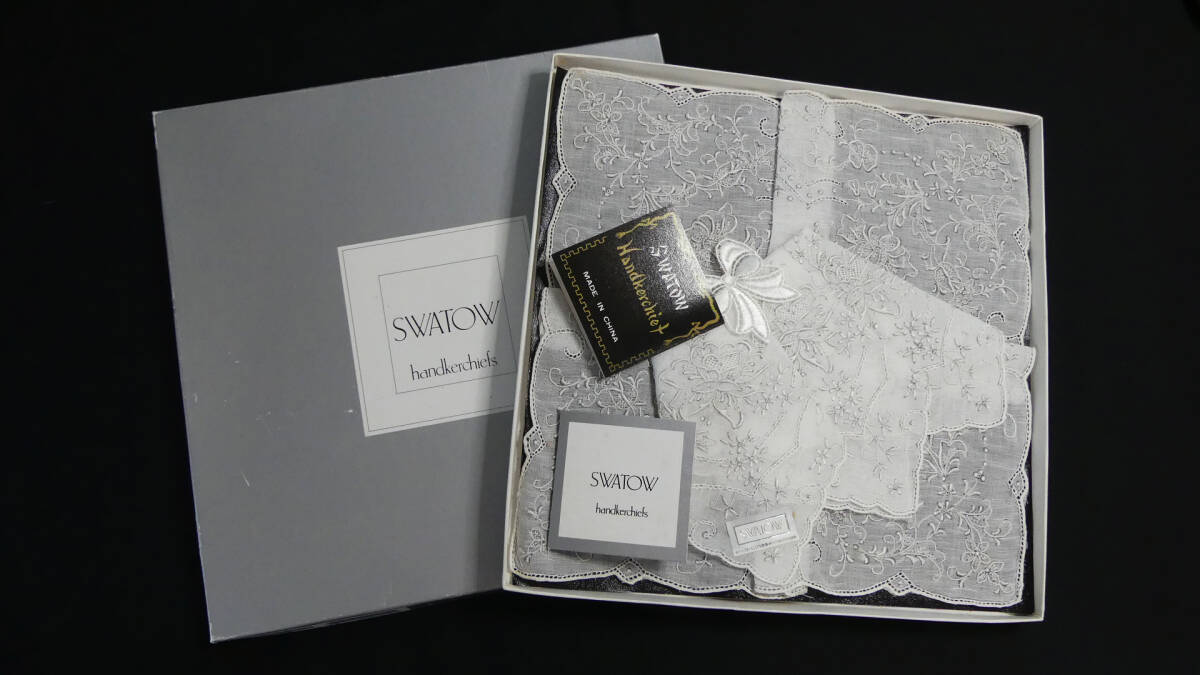 SWATOW
handkerchiefs
SWATOW
Handkerchief
MADE IN CHINA
SWATOW
handkerchiefs
SWATOW